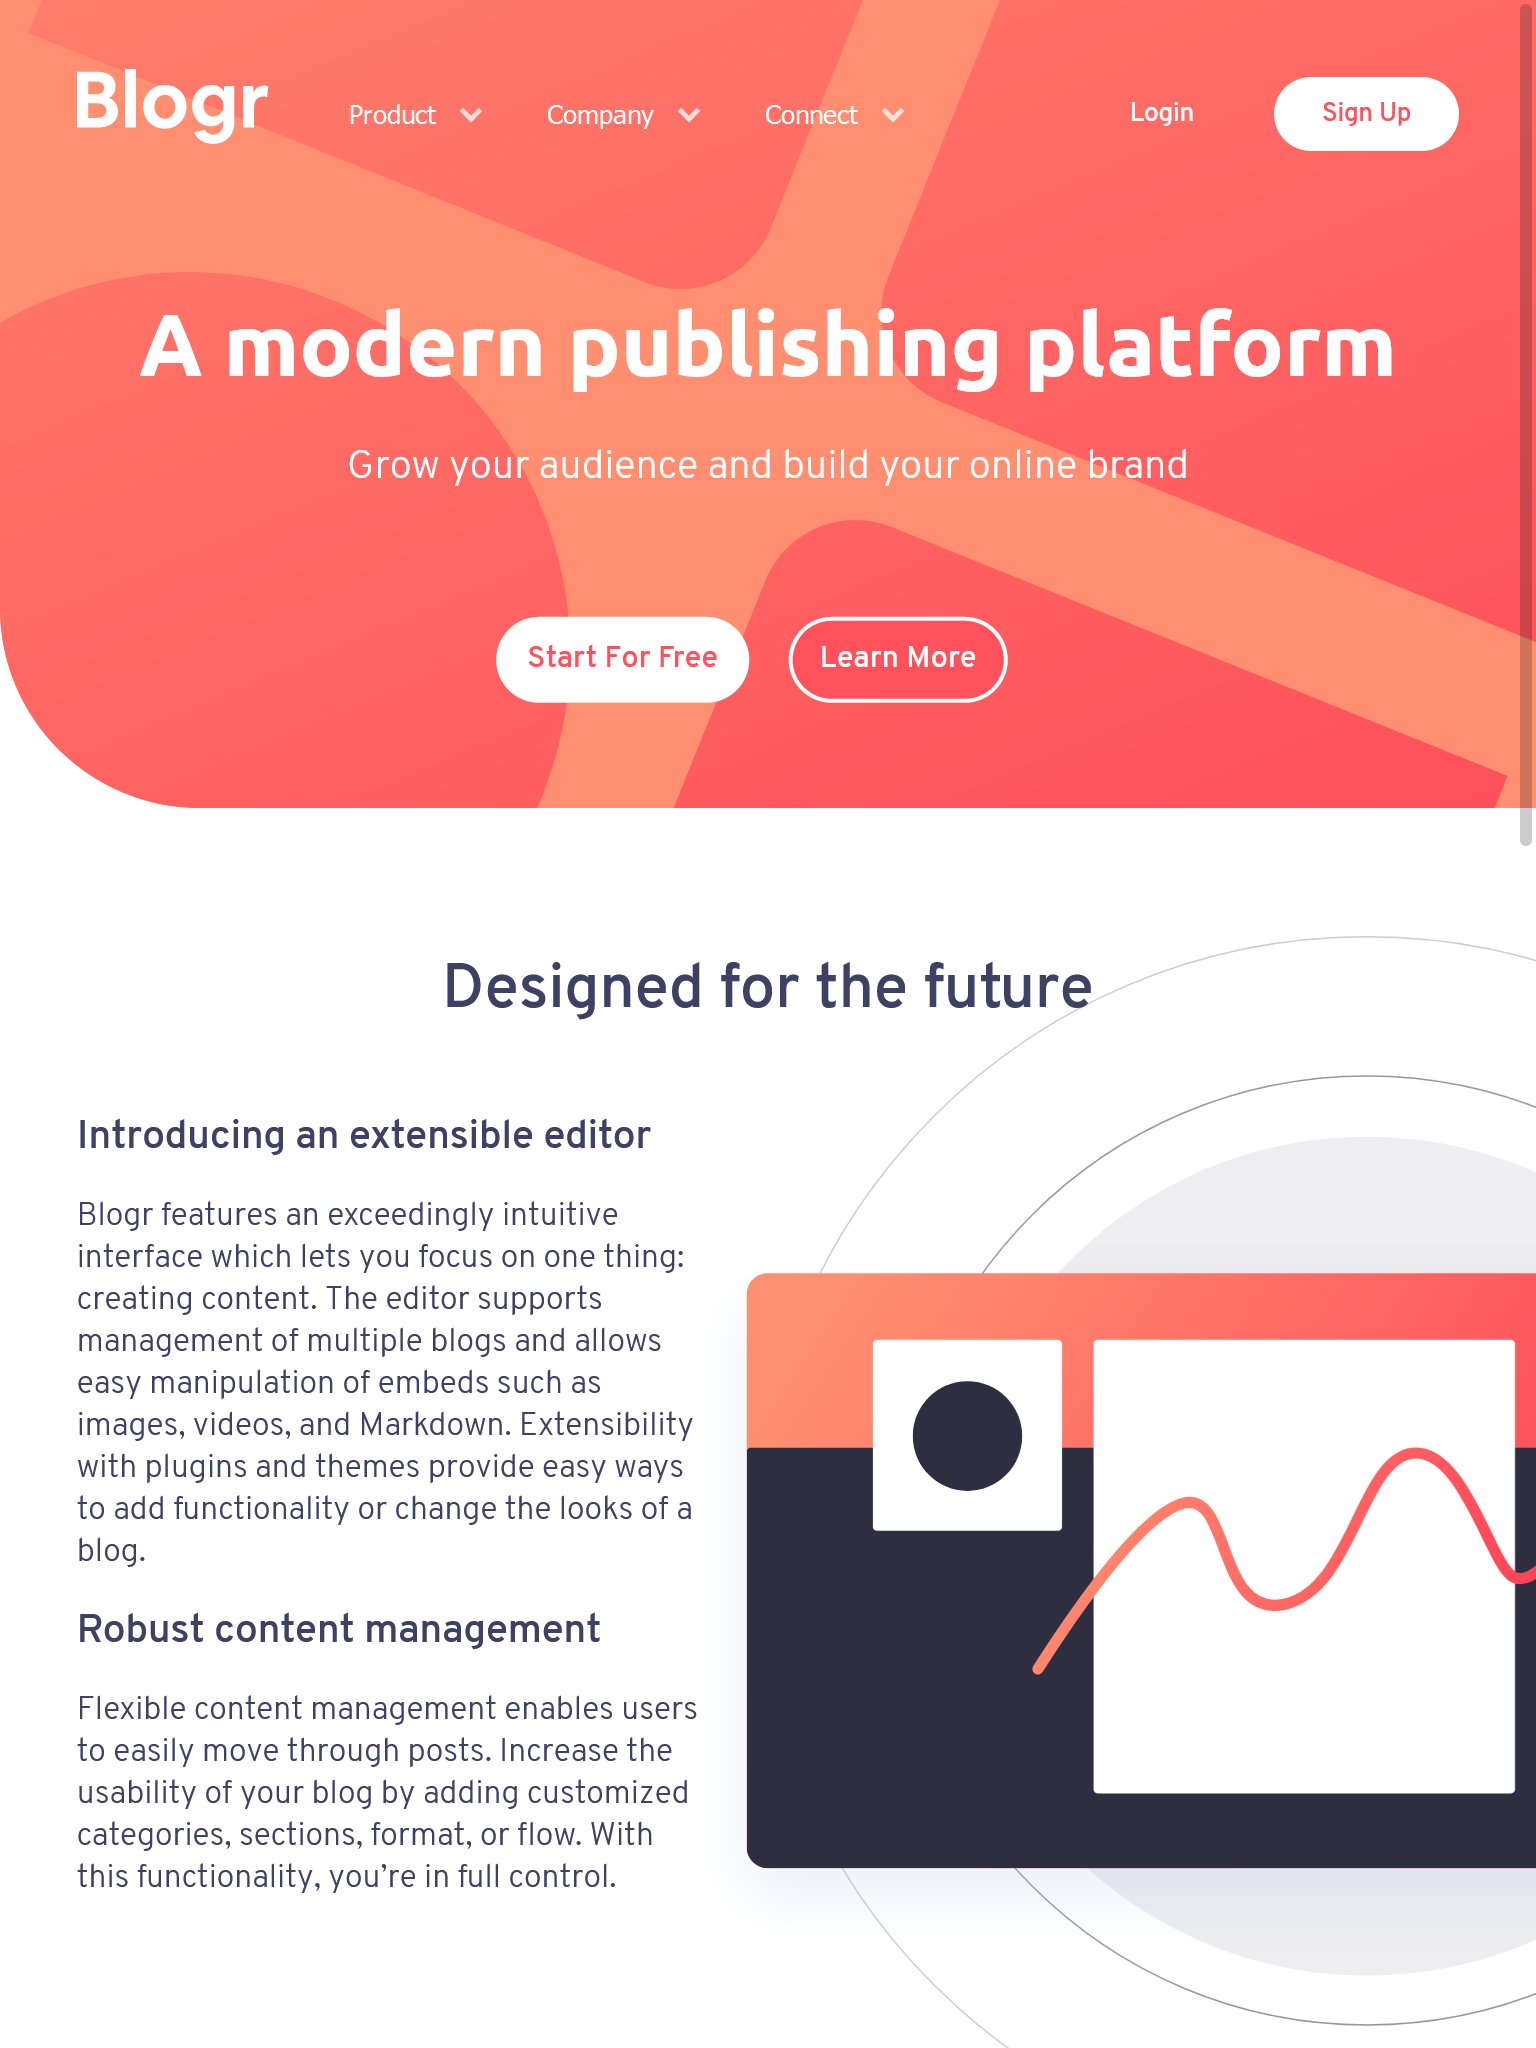 Blogr
Product
Company
Connect
Login
Sign Up
A modern publishing platform
Grow your audience and build your online brand
Start For Free
Learn More
Designed for the future
Introducing an extensible editor
Blogr features an exceedingly intuitive
interface which lets you focus on one thing:
creating content. The editor supports
management of multiple blogs and allows
easy manipulation of embeds such as
images, videos, and Markdown. Extensibility
with plugins and themes provide easy ways
to add functionality or change the looks of a
blog.
Robust content management
Flexible content management enables users
to easily move through posts. Increase the
usability of your blog by adding customized
categories, sections, format, or flow. With
this functionality, you’re in full control.